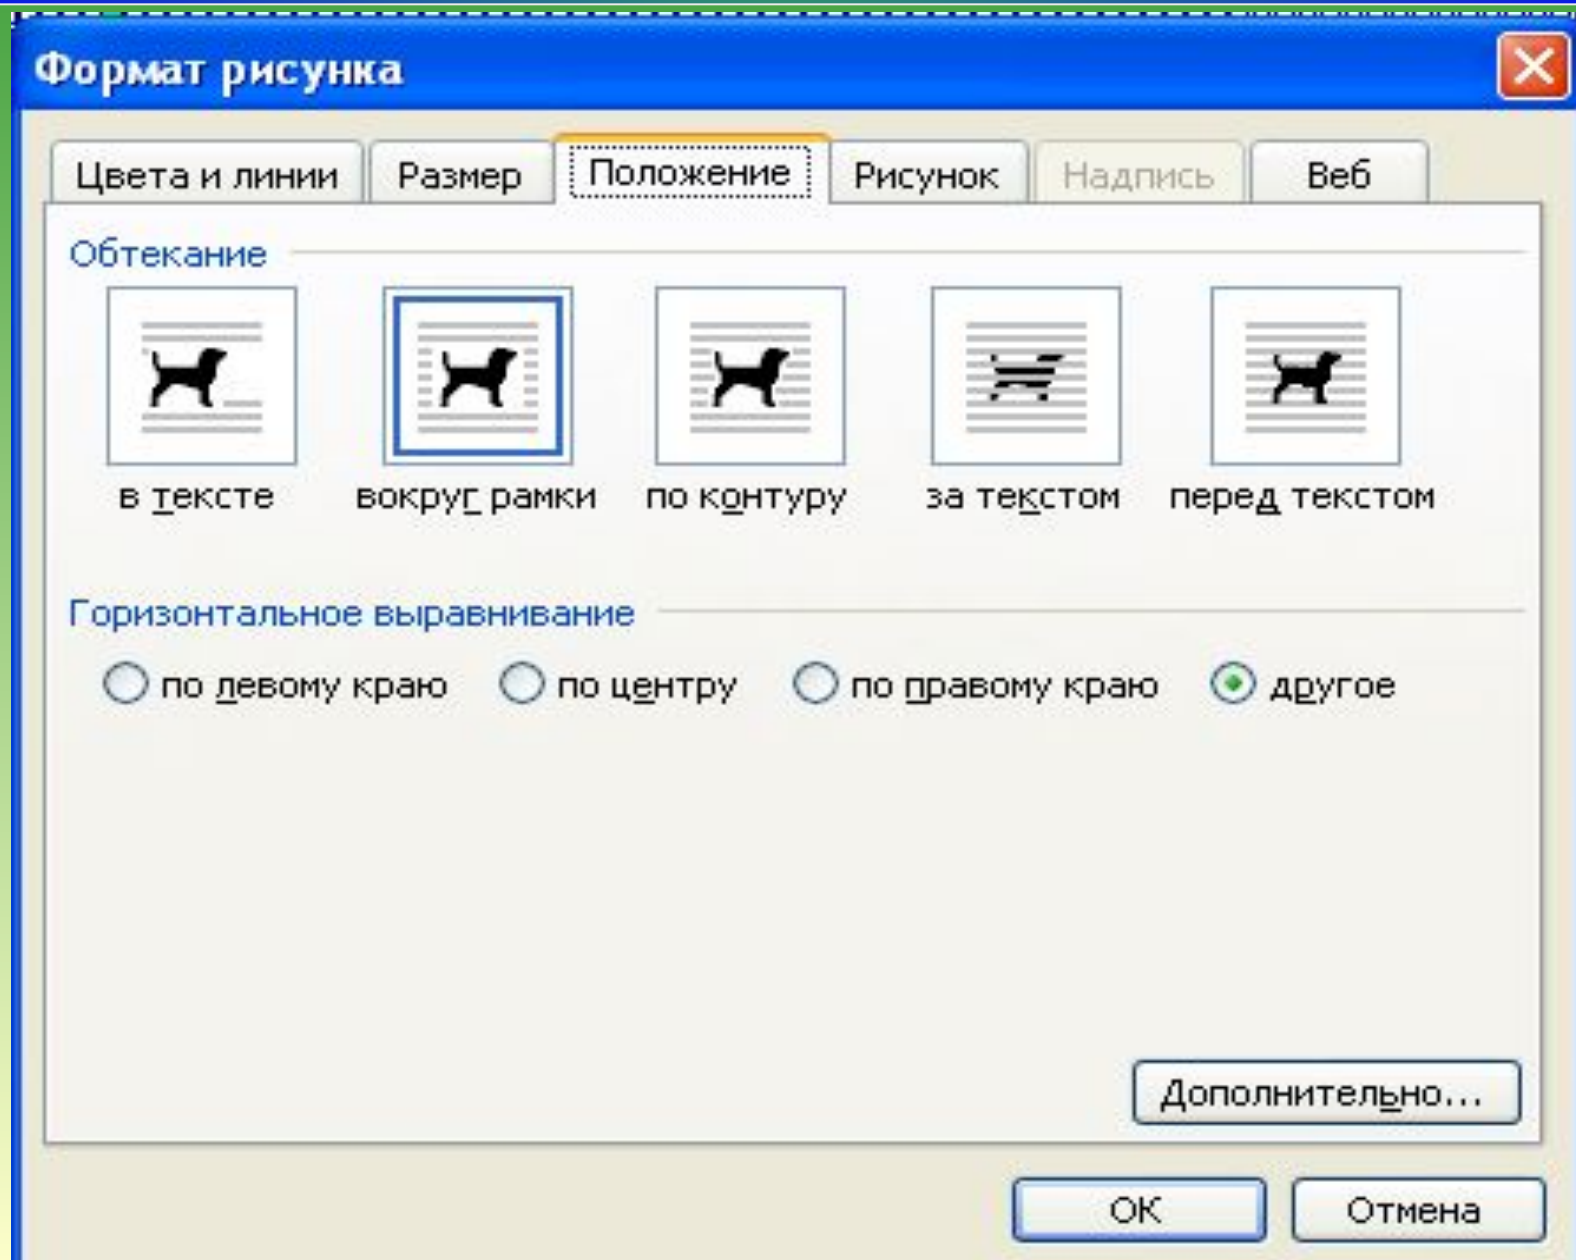 Формат рисунка
Цвета и линии Размер Положение Рисунок Надпись Веб
Обтекание
в тексте вокруг рамки по контуру за текстом перед текстом
Горизонтальное выравнивание
по левому краю по центру по правому краю другое
Дополнительно...
ОК Отмена